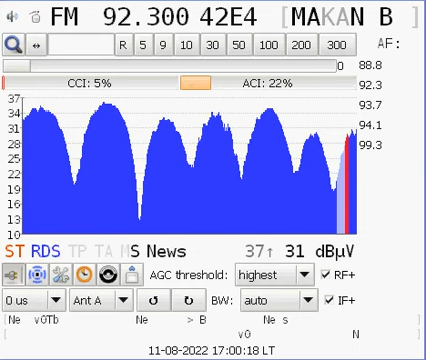 FM 92.300 42E4 [MAKAN B ]
R 5 9 10 30 50 100 200 300 AF:
0 88.8
CCI: 5% ACI: 22% 92.3
37 93.7
34
31 94.1
28 99.3
25
22
19
16
13
10
ST RDS TP TA MS News 37↑ 31 dBµV
AGC threshold: highest RF+
0 us Ant A BW: auto IF+
[ Ne v0Tb Ne > B Ne s ]
[ v0 N ]
11-08-2022 17:00:18 LT